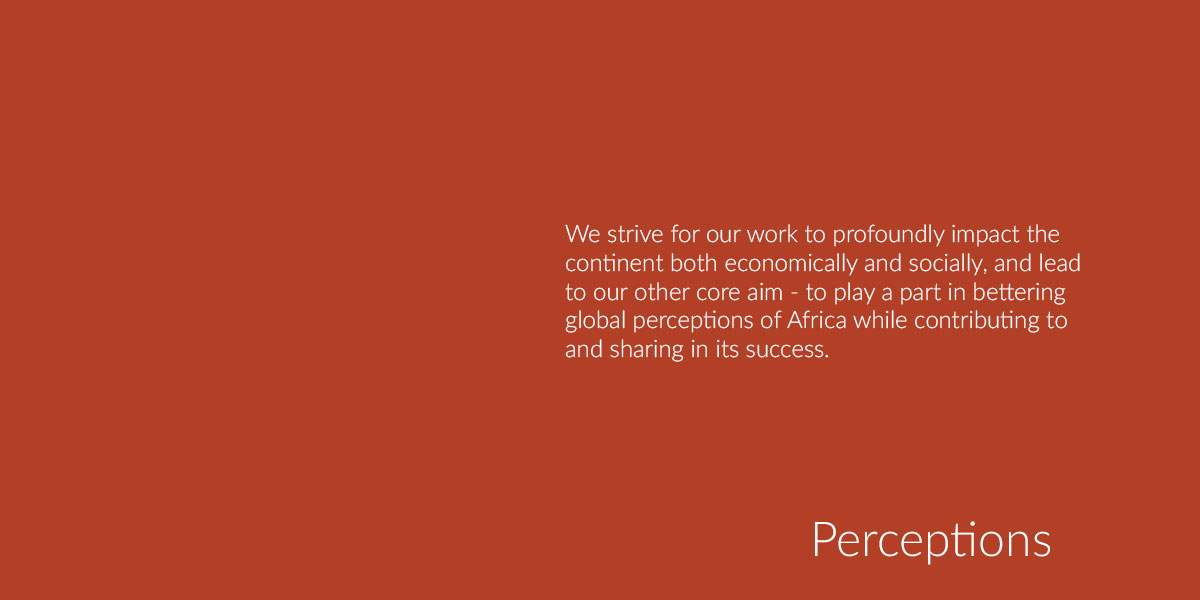 We strive for our work to profoundly impact the
continent both economically and socially, and lead
to our other core aim - to play a part in bettering
global perceptions of Africa while contributing to
and sharing in its success.
Perceptions